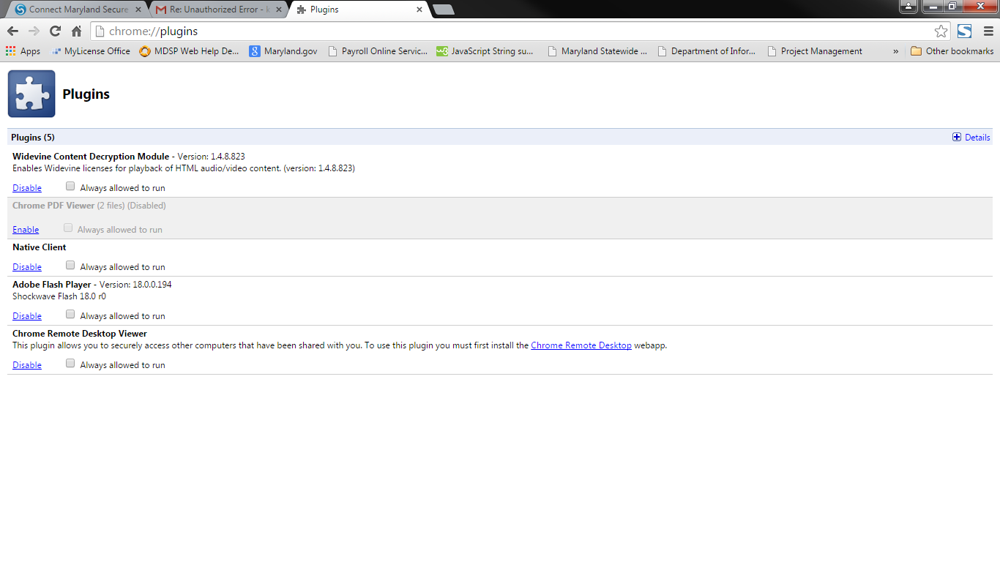 Connect Maryland Secure
Re: Unauthorized Error - k
Plugins
chrome://plugins
Apps
MyLicense Office
MDSP Web Help De...
Maryland.gov
Payroll Online Servic...
JavaScript String su...
Maryland Statewide ...
Department of Infor...
Project Management
»
Other bookmarks
Plugins
Plugins (5)
Details
Widevine Content Decryption Module - Version: 1.4.8.823
Enables Widevine licenses for playback of HTML audio/video content. (version: 1.4.8.823)
Disable Always allowed to run
Chrome PDF Viewer (2 files) (Disabled)
Enable Always allowed to run
Native Client
Disable Always allowed to run
Adobe Flash Player - Version: 18.0.0.194
Shockwave Flash 18.0 r0
Disable Always allowed to run
Chrome Remote Desktop Viewer
This plugin allows you to securely access other computers that have been shared with you. To use this plugin you must first install the Chrome Remote Desktop webapp.
Disable Always allowed to run